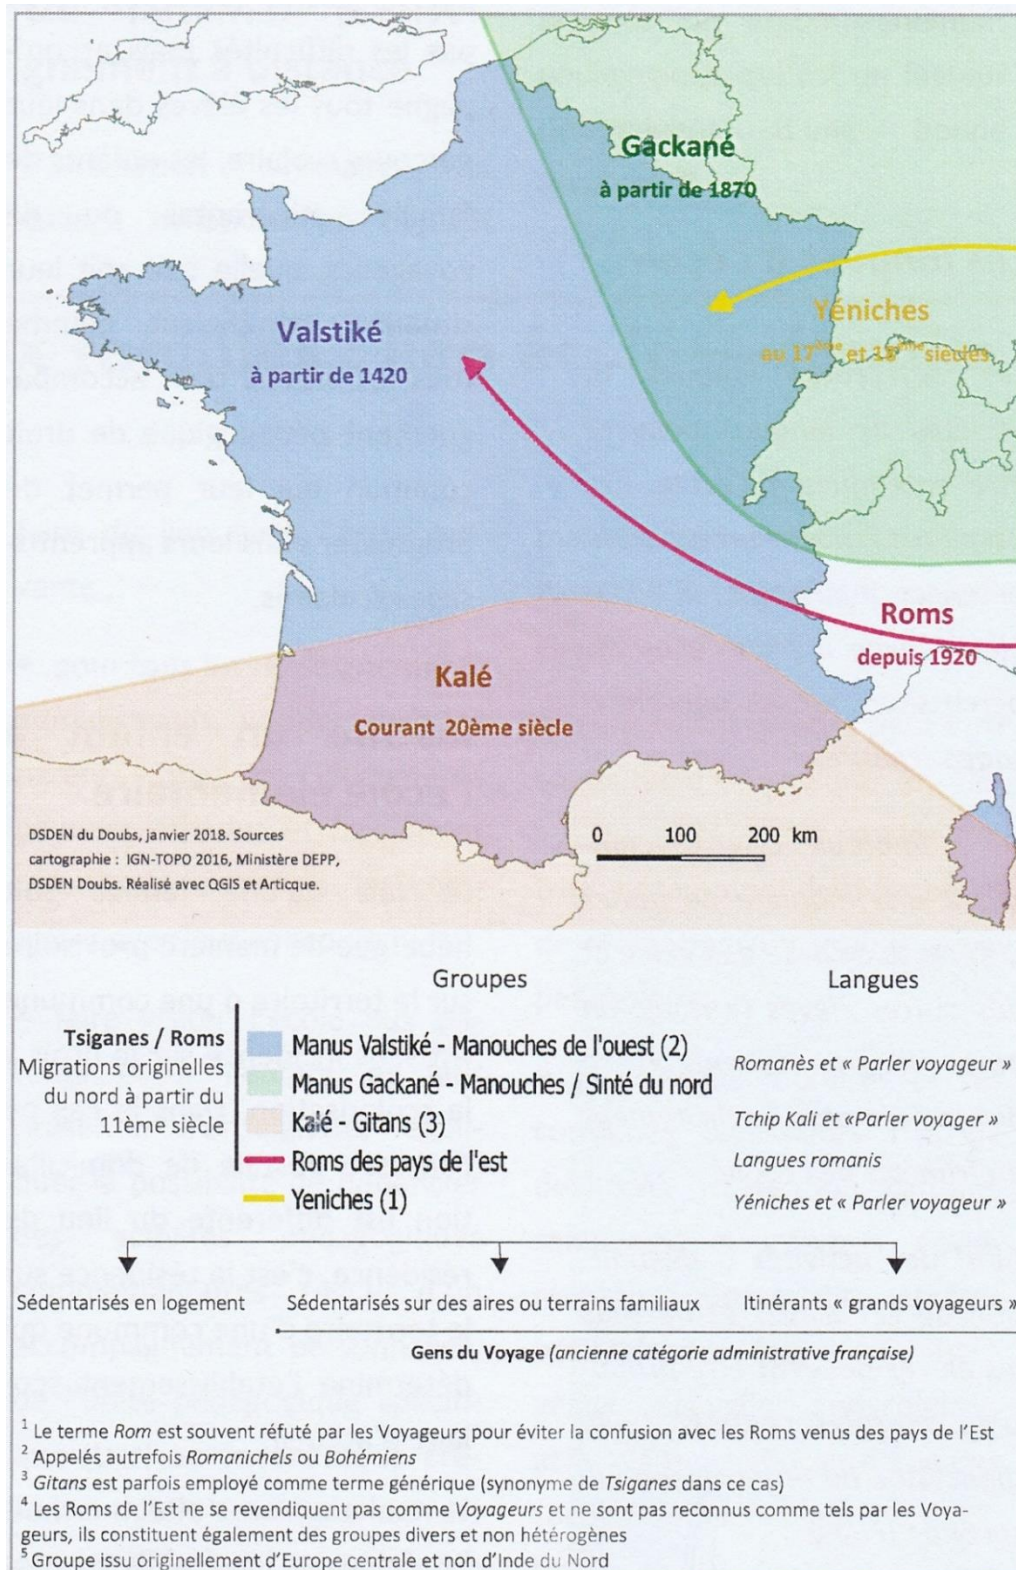 Gackané
à partir de 1870
Yéniches
au 17ème et 18ème siècles
Valstiké
à partir de 1420
Roms
depuis 1920
Kalé
Courant 20ème siècle
DSDEN du Doubs, janvier 2018. Sources
cartographie : IGN-TOPO 2016, Ministère DEPP,
DSDEN Doubs. Réalisé avec QGIS et Articque.
0 100 200 km
Groupes Langues
Tsiganes / Roms
Migrations originelles
du nord à partir du
11ème siècle
Manus Valstiké - Manouches de l'ouest (2)
Manus Gackané - Manouches / Sinté du nord
Kalé - Gitans (3)
Roms des pays de l'est
Yeniches (1)
Romanès et « Parler voyageur »
Tchip Kali et «Parler voyager »
Langues romanis
Yéniches et « Parler voyageur »
Sédentarisés en logement Sédentarisés sur des aires ou terrains familiaux Itinérants « grands voyageurs »
Gens du Voyage (ancienne catégorie administrative française)
1 Le terme Rom est souvent réfuté par les Voyageurs pour éviter la confusion avec les Roms venus des pays de l'Est
2 Appelés autrefois Romanichels ou Bohémiens
3 Gitans est parfois employé comme terme générique (synonyme de Tsiganes dans ce cas)
4 Les Roms de l'Est ne se revendiquent pas comme Voyageurs et ne sont pas reconnus comme tels par les Voya-
geurs, ils constituent également des groupes divers et non hétérogènes
5 Groupe issu originellement d'Europe centrale et non d'Inde du Nord